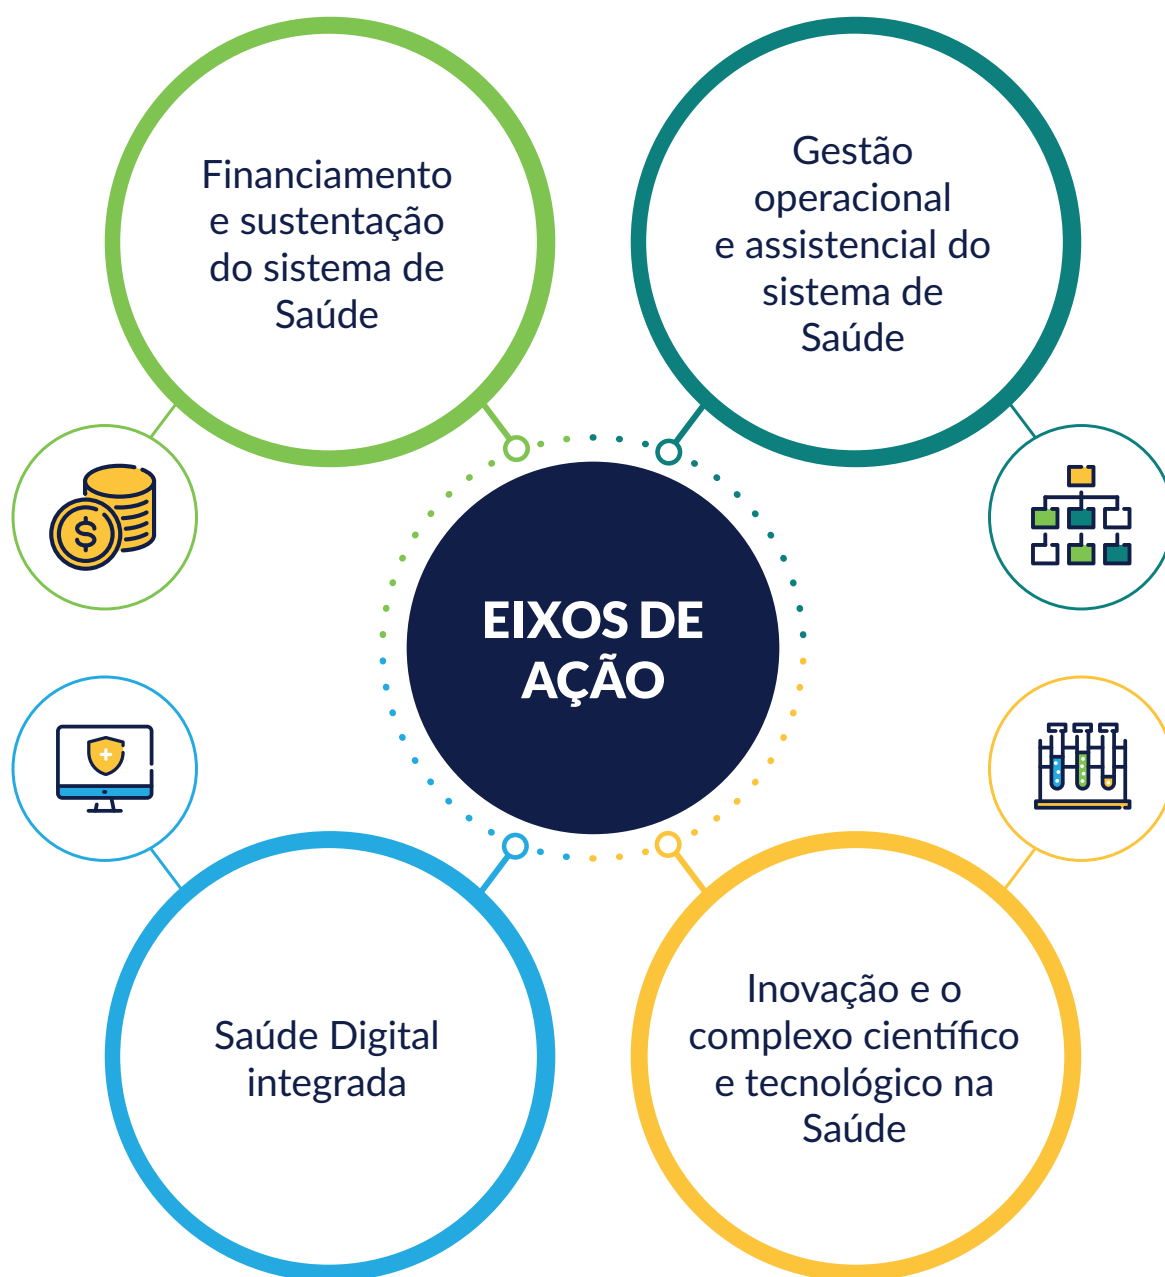 Financiamento
e sustentação
do sistema de
Saúde
Gestão
operacional
e assistencial do
sistema de
Saúde
$
EIXOS DE
AÇÃO
Saúde Digital
integrada
Inovação e o
complexo científico
e tecnológico na
Saúde